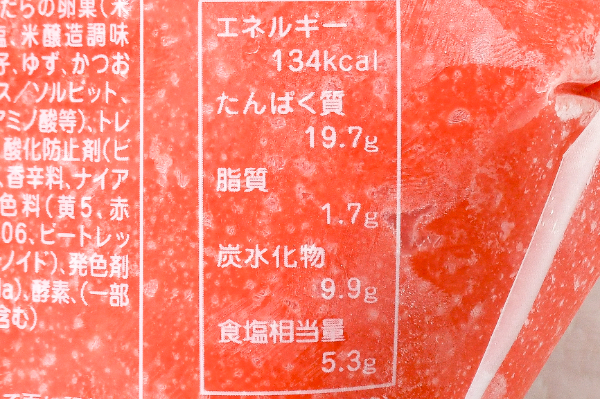 だらの卵巣(米
塩、米醸造調味
子、ゆず、かつお
ス/ソルビット、
アミノ酸等)、トレ
酸化防止剤(ビ
、香辛料、ナイア
色料(黄5、赤
06、ビートレッ
ノイド)、発色剤
a)、酵素、(一部
含む)
エネルギー
134kcal
たんぱく質
19.7g
脂質
1.7g
炭水化物
9.9g
食塩相当量
5.3g